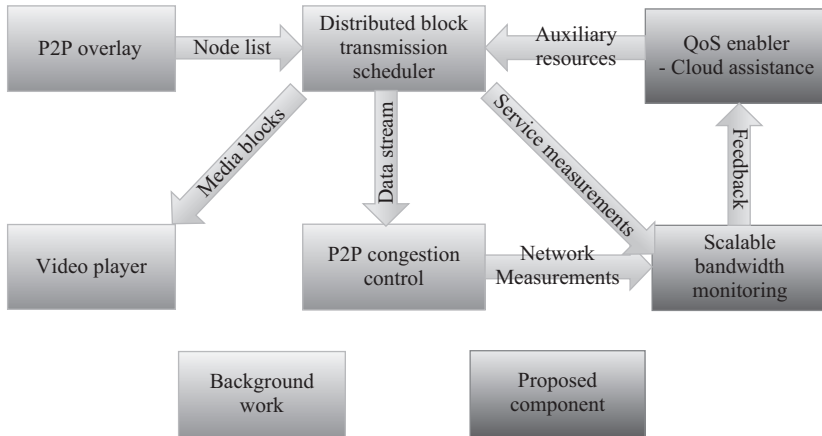 P2P overlay
Node list
Distributed block
transmission
scheduler
Auxiliary
resources
QoS enabler
- Cloud assistance
Media blocks
Data stream
Service measurements
Feedback
Video player
P2P congestion
control
Network
Measurements
Scalable
bandwidth
monitoring
Background
work
Proposed
component